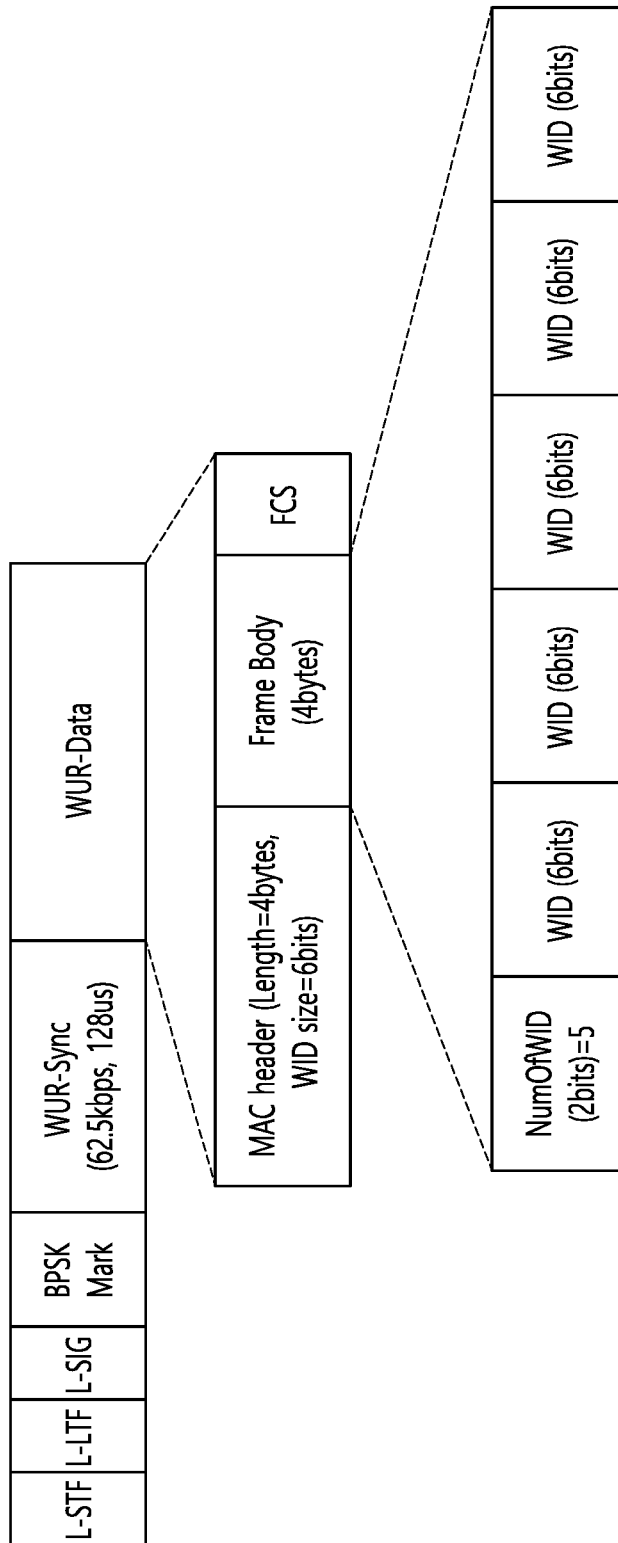 L-STF
L-LTF
L-SIG
BPSK
Mark
WUR-Sync
(62.5kbps, 128us)
WUR-Data
MAC header (Length=4bytes,
WID size=6bits)
Frame Body
(4bytes)
FCS
NumOfWID
(2bits)=5
WID (6bits)
WID (6bits)
WID (6bits)
WID (6bits)
WID (6bits)